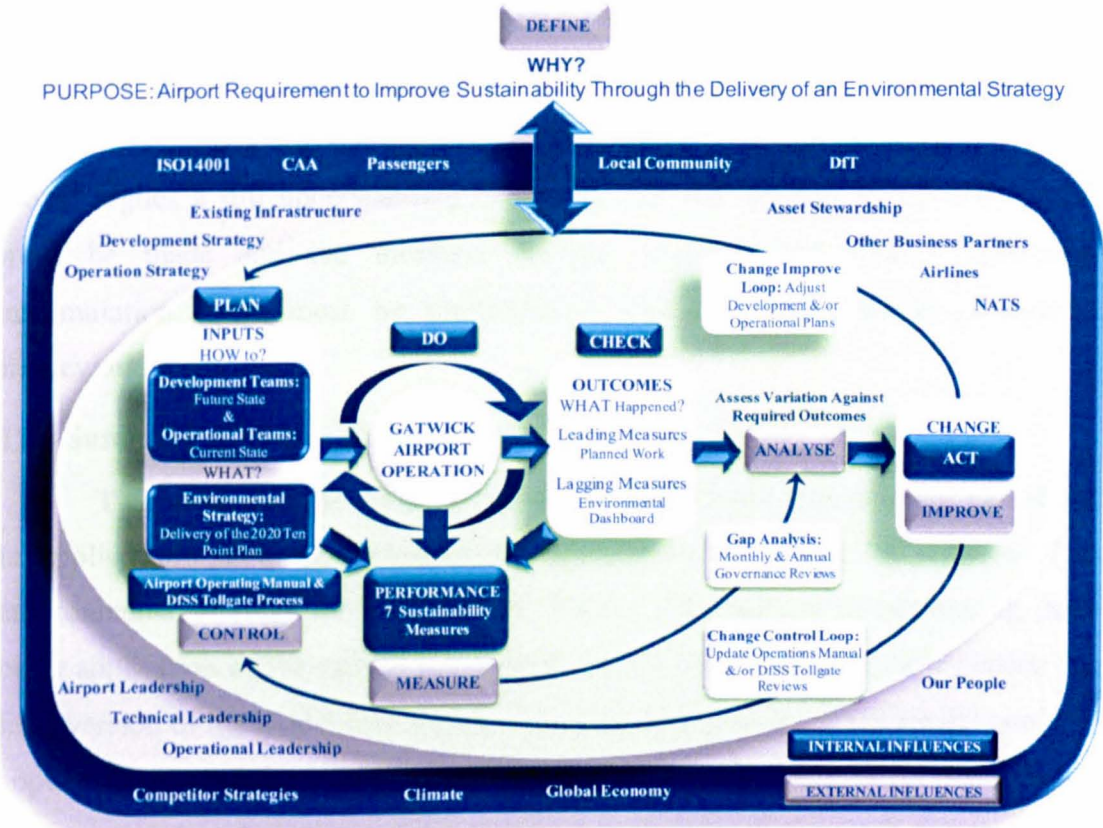 DEFINE
WHY?
PURPOSE: Airport Requirement to Improve Sustainability Through the Delivery of an Environmental Strategy
ISO14001 CAA Passengers Local Community DfT
Existing Infrastructure
Development Strategy
Operation Strategy
Asset Stewardship
Other Business Partners
Airlines
NATS
Change Improve
Loop: Adjust
Development &/or
Operational Plans
PLAN
INPUTS
HOW to?
Development Teams:
Future State
&
Operational Teams:
Current State
WHAT?
Environmental
Strategy:
Delivery of the 2020 Ten
Point Plan
Airport Operating Manual &
DfSS Tollgate Process
CONTROL
DO
GATWICK
AIRPORT
OPERATION
PERFORMANCE
7 Sustainability
Measures
MEASURE
CHECK
OUTCOMES
WHAT Happened?
Leading Measures
Planned Work
Lagging Measures
Environmental
Dashboard
Assess Variation Against
Required Outcomes
ANALYSE
Gap Analysis:
Monthly & Annual
Governance Reviews
CHANGE
ACT
IMPROVE
Change Control Loop:
Update Operations Manual
&/or DfSS Tollgate
Reviews
Airport Leadership
Technical Leadership
Operational Leadership
Our People
INTERNAL INFLUENCES
EXTERNAL INFLUENCES
Competitor Strategies Climate Global Economy